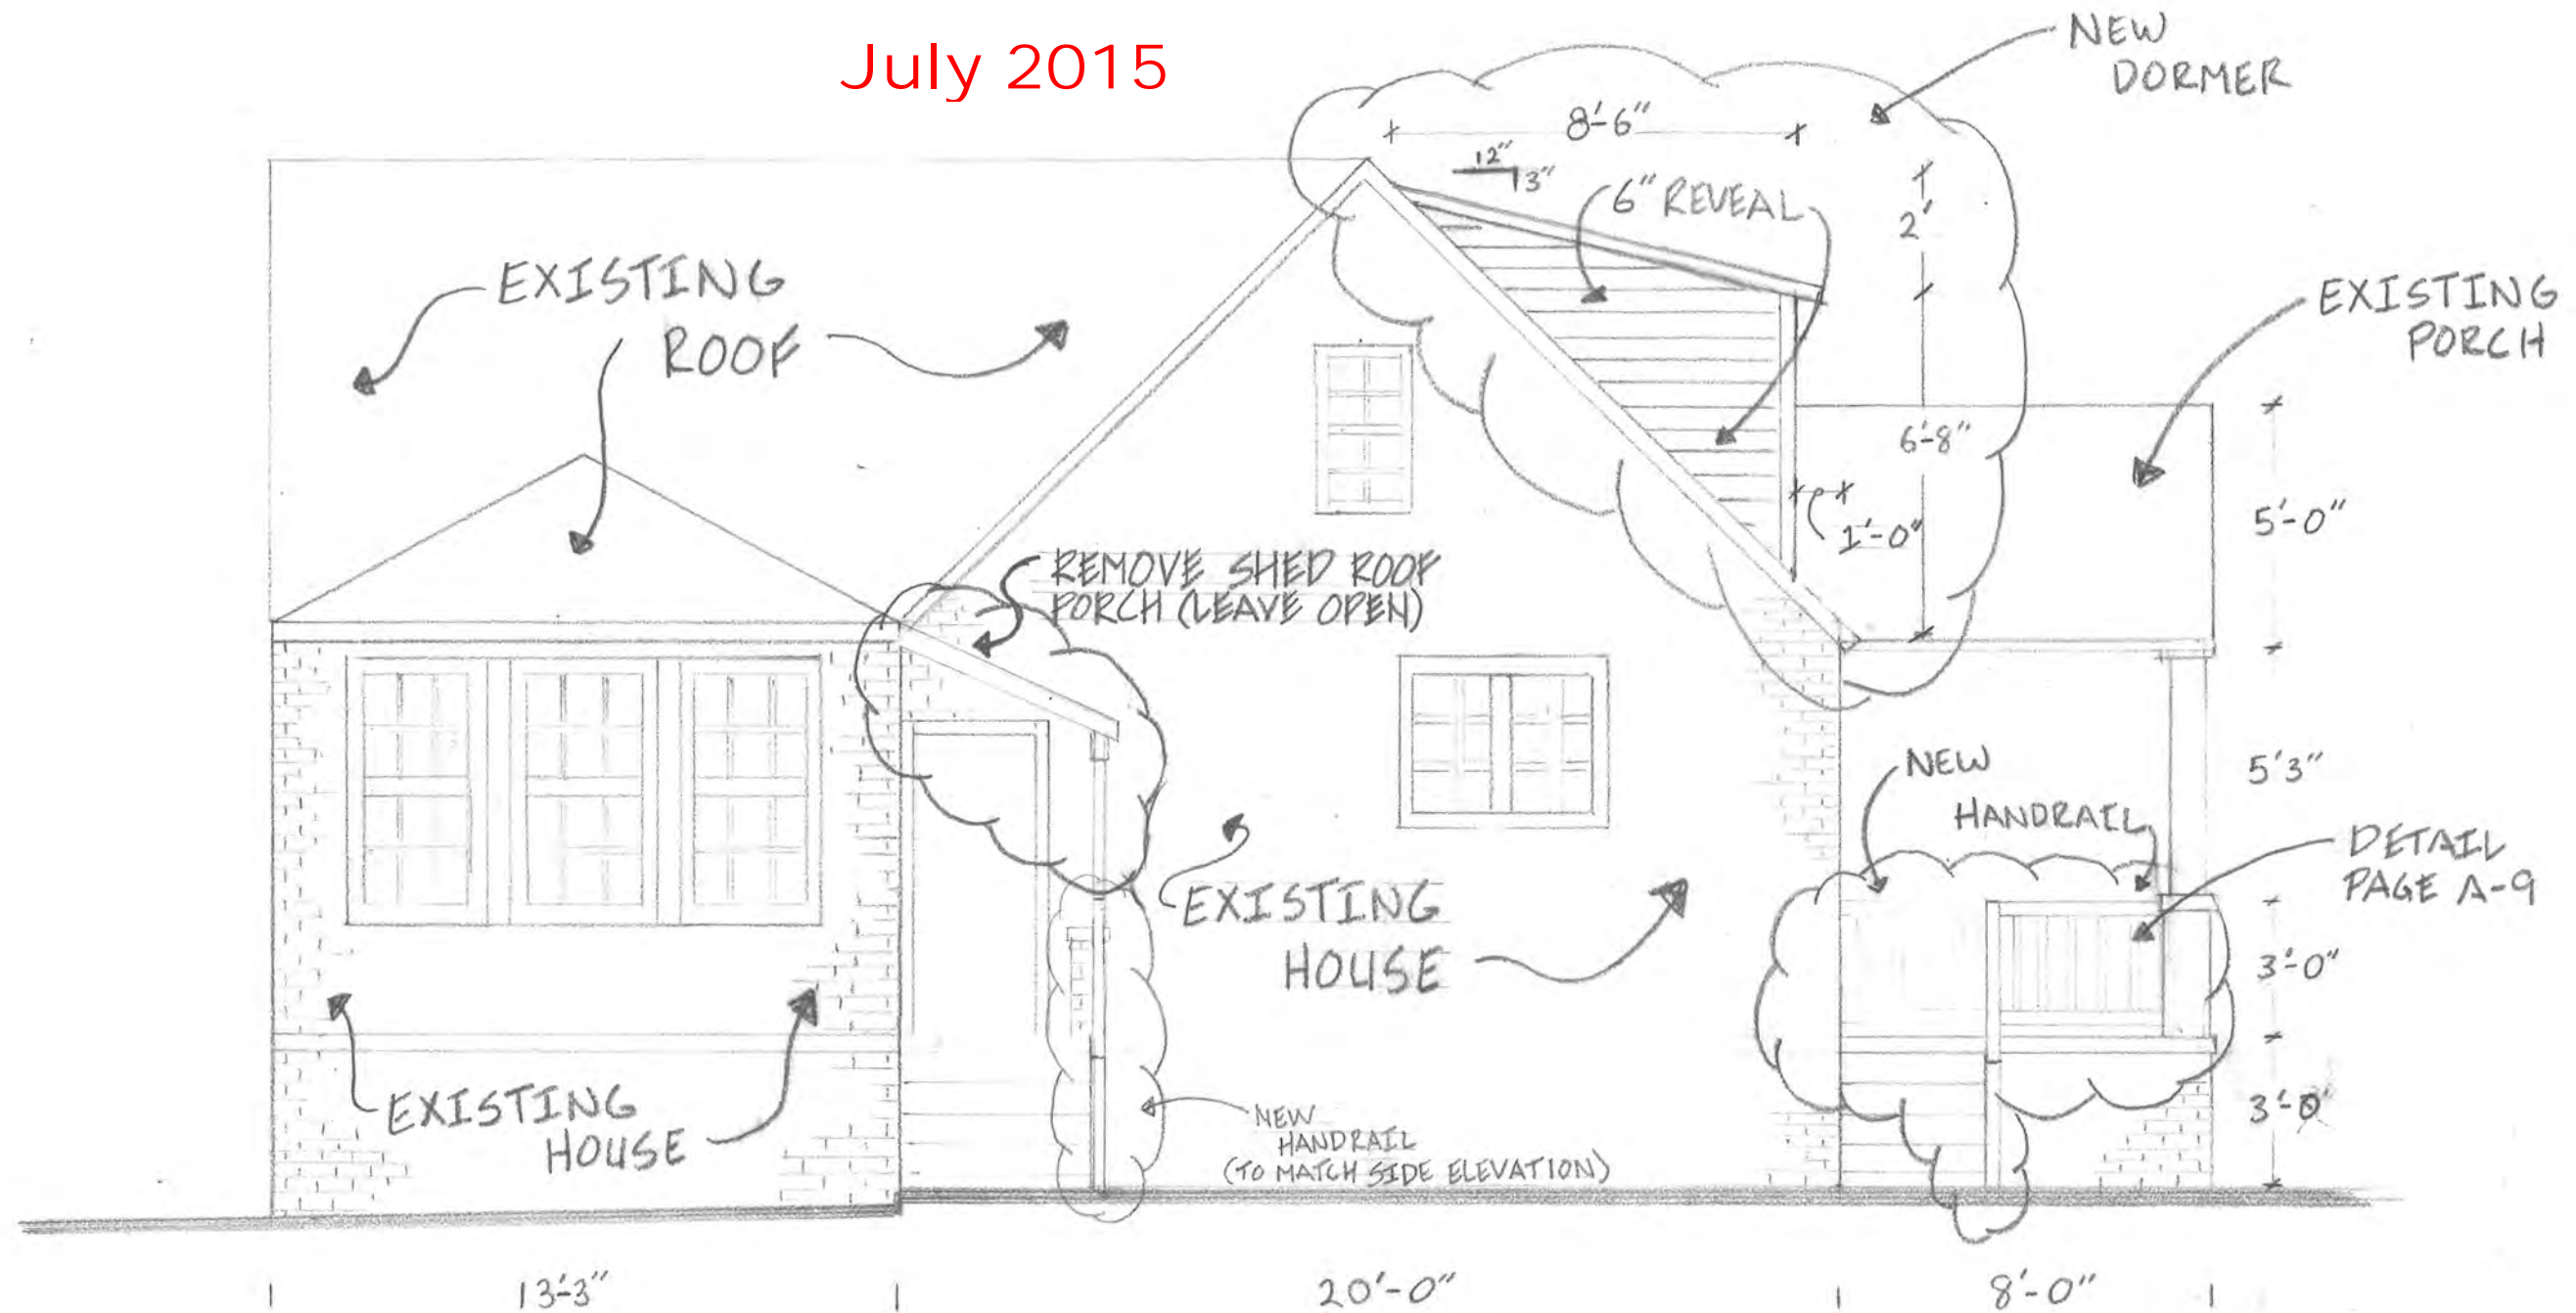 July 2015
NEW
DORMER
8'-6"
12"
3"
6" REVEAL
2'
EXISTING
ROOF
EXISTING
PORCH
6'-8"
5'-0"
1'-0"
REMOVE SHED ROOF
PORCH (LEAVE OPEN)
NEW
HANDRAIL
5'3"
DETAIL
PAGE A-9
EXISTING
HOUSE
3'-0"
EXISTING
HOUSE
NEW
HANDRAIL
(TO MATCH SIDE ELEVATION)
3'-0"
13'-3"
20'-0"
8'-0"